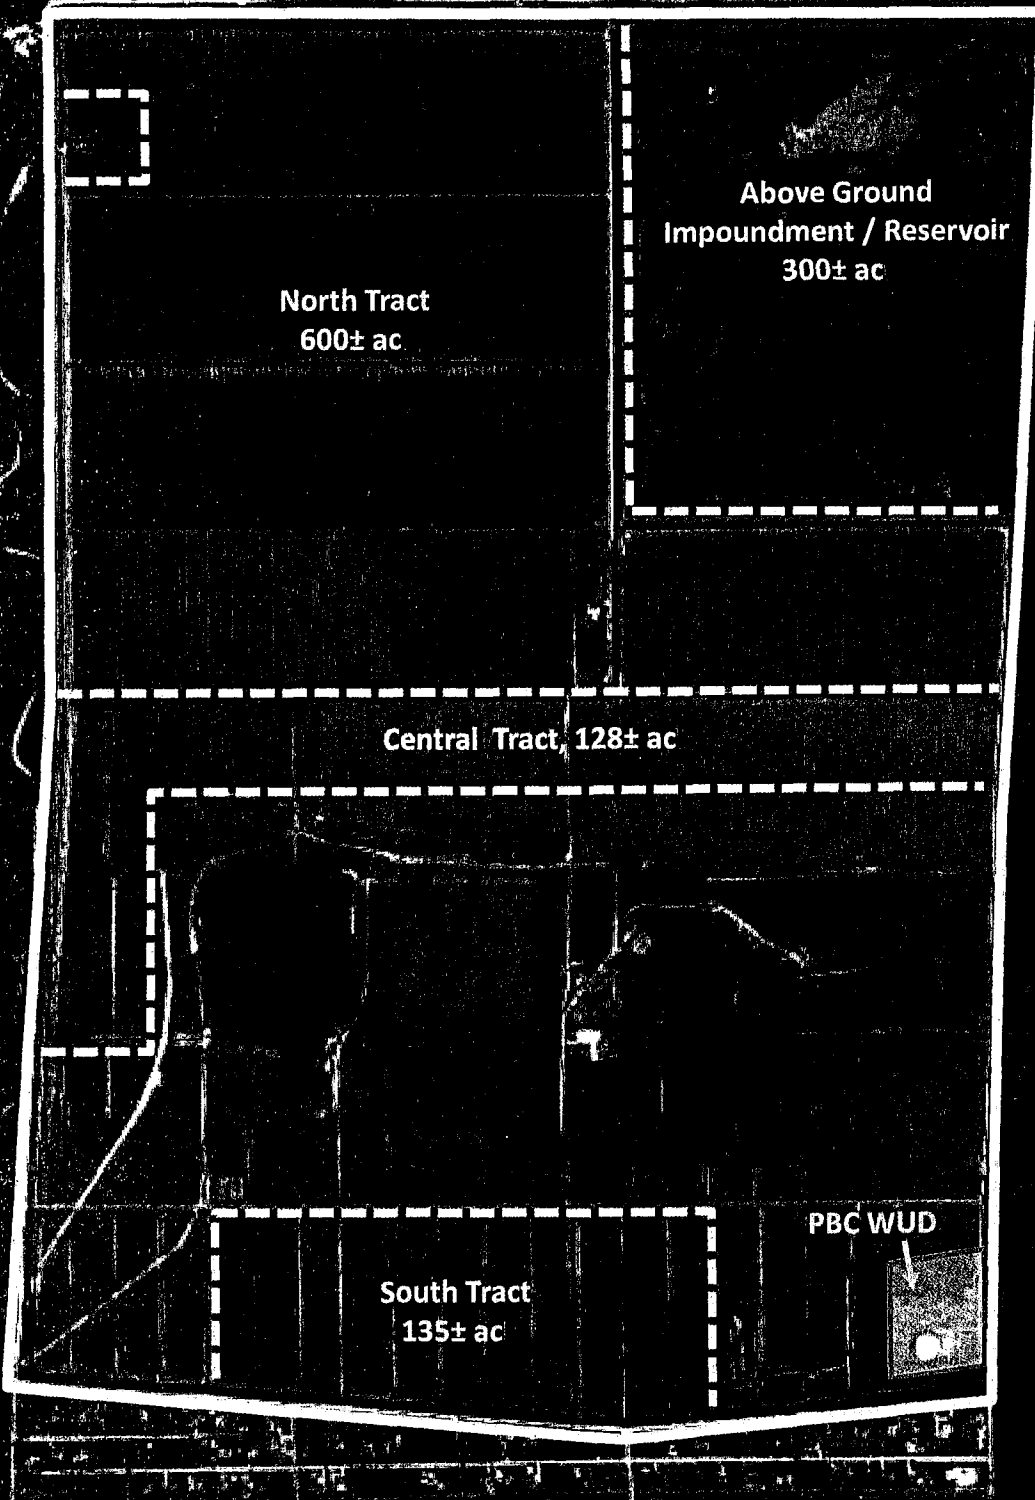 Above Ground
Impoundment / Reservoir
300± ac
North Tract
600± ac
Central Tract, 128± ac
PBC WUD
South Tract
135± ac